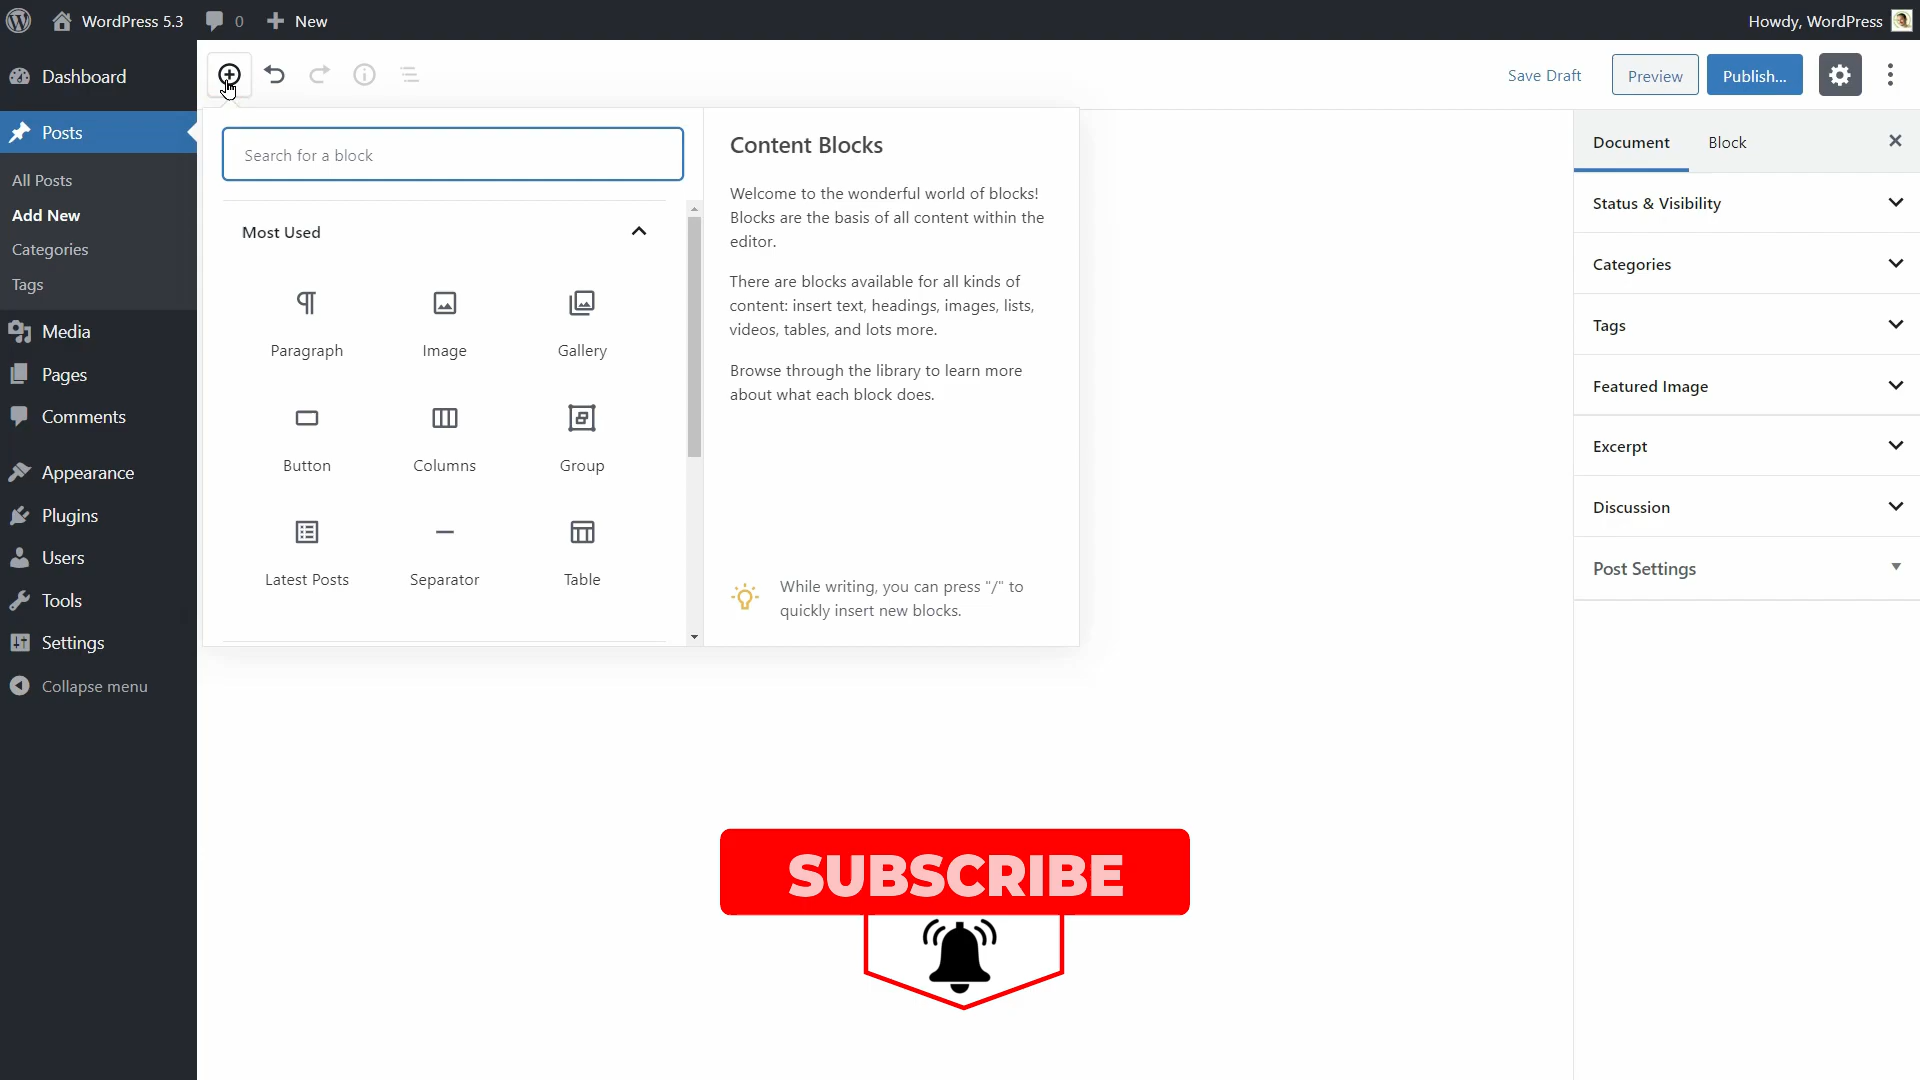 WordPress 5.3
0
New
Howdy, WordPress
Dashboard
Posts
All Posts
Add New
Categories
Tags
Media
Pages
Comments
Appearance
Plugins
Users
Tools
Settings
Collapse menu
Save Draft
Preview
Publish...
Search for a block
Most Used
Paragraph
Image
Gallery
Button
Columns
Group
Latest Posts
Separator
Table
Content Blocks
Welcome to the wonderful world of blocks!
Blocks are the basis of all content within the
editor.
There are blocks available for all kinds of
content: insert text, headings, images, lists,
videos, tables, and lots more.
Browse through the library to learn more
about what each block does.
While writing, you can press "/" to
quickly insert new blocks.
Document
Block
Status & Visibility
Categories
Tags
Featured Image
Excerpt
Discussion
Post Settings
SUBSCRIBE